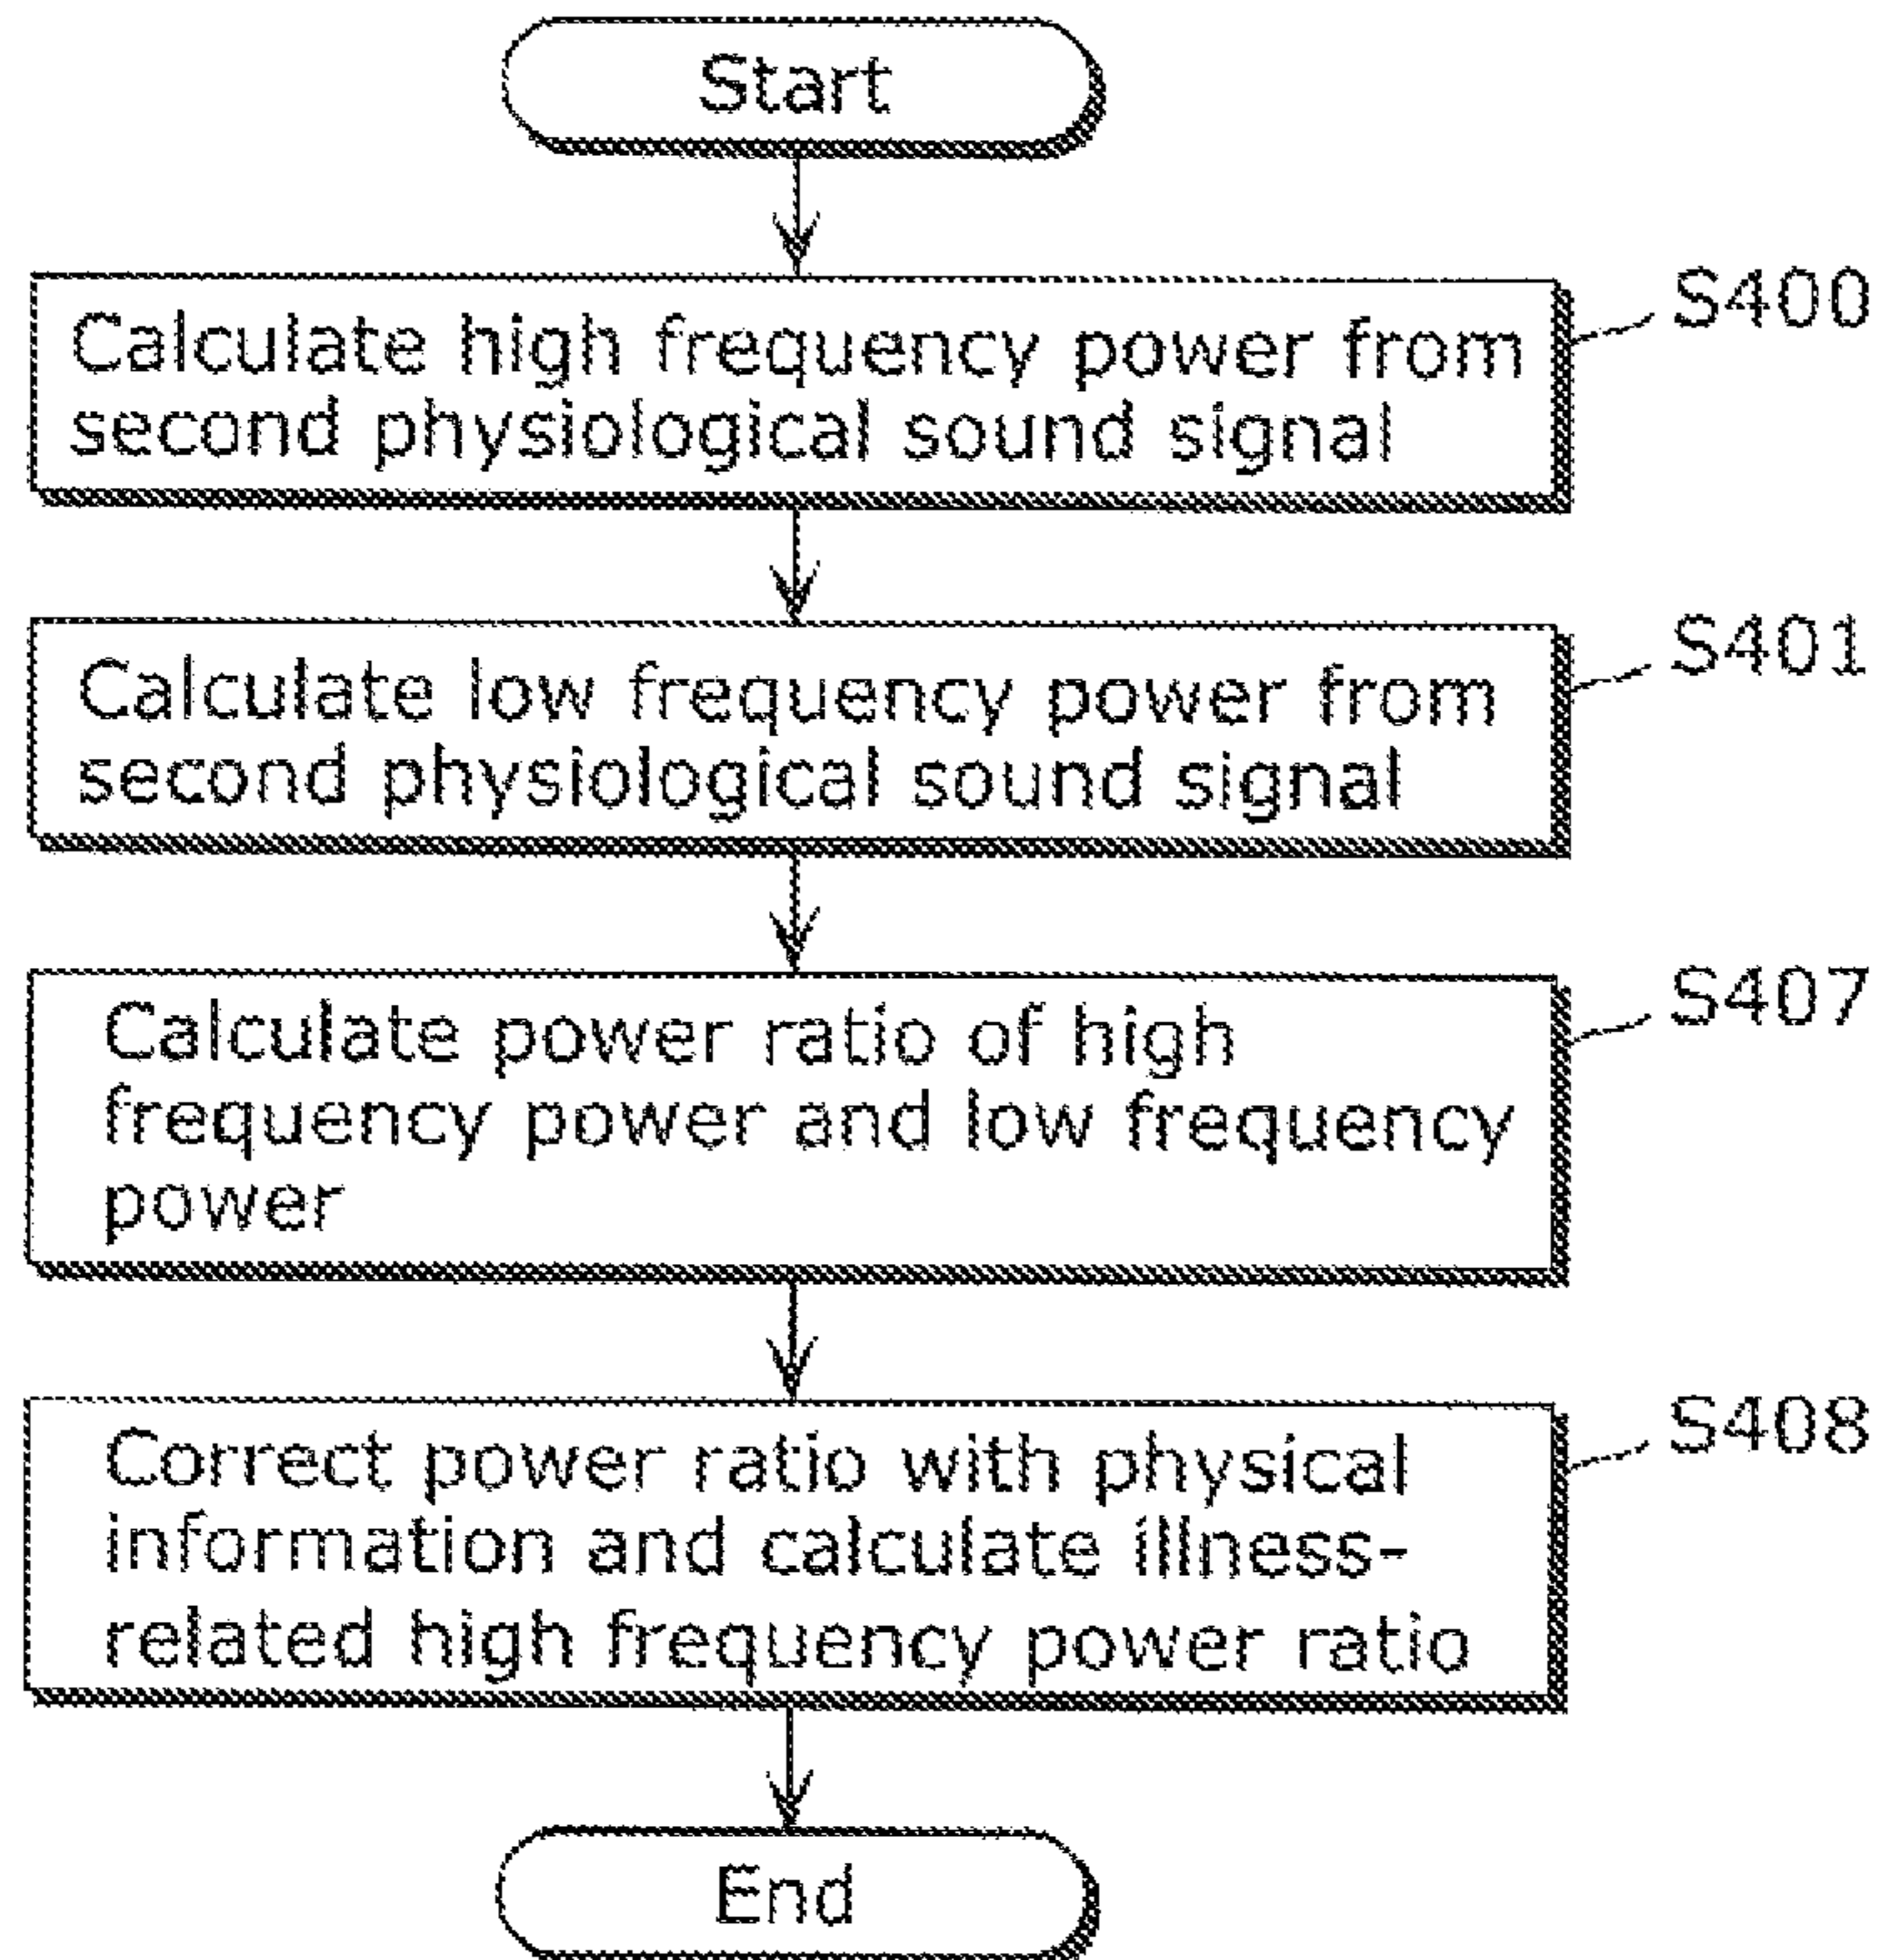 Start
Calculate high frequency power from
second physiological sound signal
S400
Calculate low frequency power from
second physiological sound signal
S401
Calculate power ratio of high
frequency power and low frequency
power
S407
Correct power ratio with physical
information and calculate illness-
related high frequency power ratio
S408
End